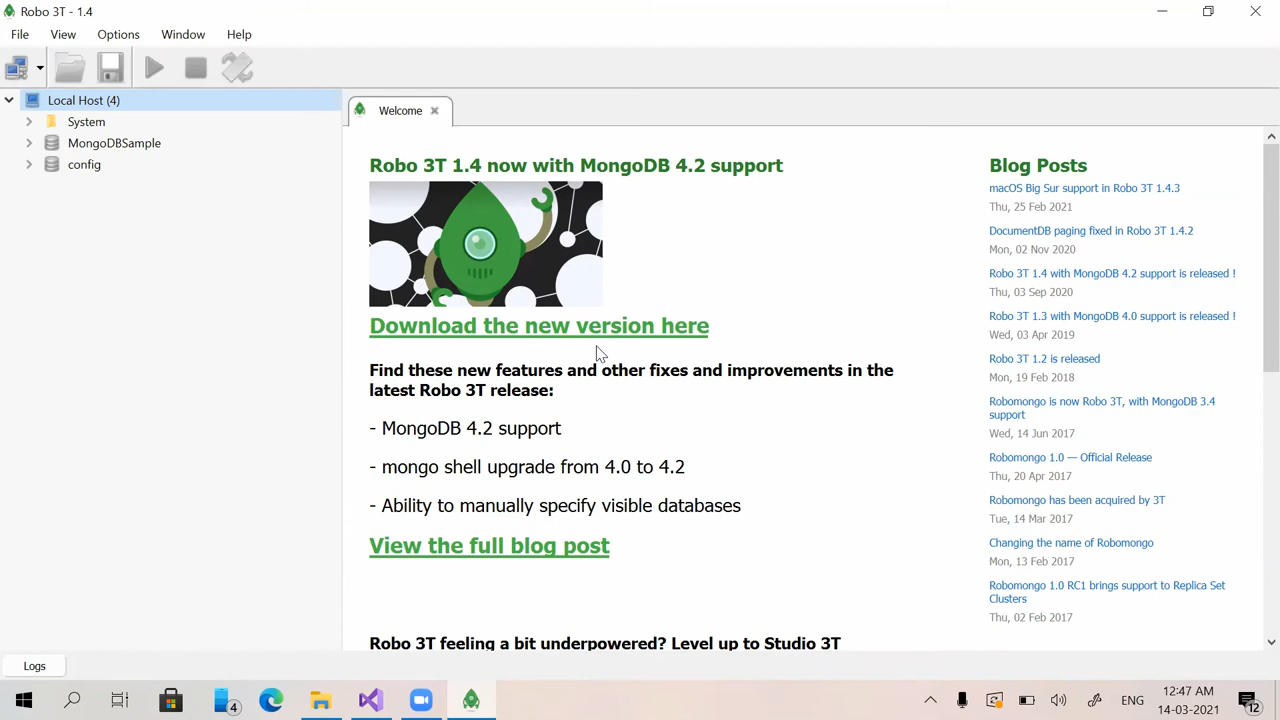 Robo 3T - 1.4
File View Options Window Help
Local Host (4)
System
MongoDBSample
config
Welcome
Robo 3T 1.4 now with MongoDB 4.2 support
Download the new version here
Find these new features and other fixes and improvements in the
latest Robo 3T release:
- MongoDB 4.2 support
- mongo shell upgrade from 4.0 to 4.2
- Ability to manually specify visible databases
View the full blog post
Robo 3T feeling a bit underpowered? Level up to Studio 3T
Blog Posts
macOS Big Sur support in Robo 3T 1.4.3
Thu, 25 Feb 2021
DocumentDB paging fixed in Robo 3T 1.4.2
Mon, 02 Nov 2020
Robo 3T 1.4 with MongoDB 4.2 support is released !
Thu, 03 Sep 2020
Robo 3T 1.3 with MongoDB 4.0 support is released !
Wed, 03 Apr 2019
Robo 3T 1.2 is released
Mon, 19 Feb 2018
Robomongo is now Robo 3T, with MongoDB 3.4
support
Wed, 14 Jun 2017
Robomongo 1.0 — Official Release
Thu, 20 Apr 2017
Robomongo has been acquired by 3T
Tue, 14 Mar 2017
Changing the name of Robomongo
Mon, 13 Feb 2017
Robomongo 1.0 RC1 brings support to Replica Set
Clusters
Thu, 02 Feb 2017
Logs
4
ENG
12:47 AM
14-03-2021
12